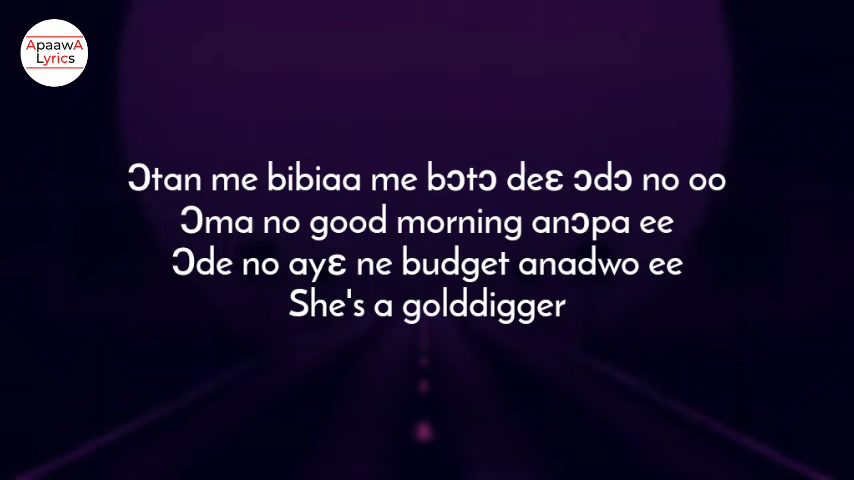 ApaawA
Lyrics
Ɔtan me bibiaa me bɔtɔ deɛ ɔdɔ no oo
Ɔma no good morning anɔpa ee
Ɔde no ayɛ ne budget anadwo ee
She's a golddigger